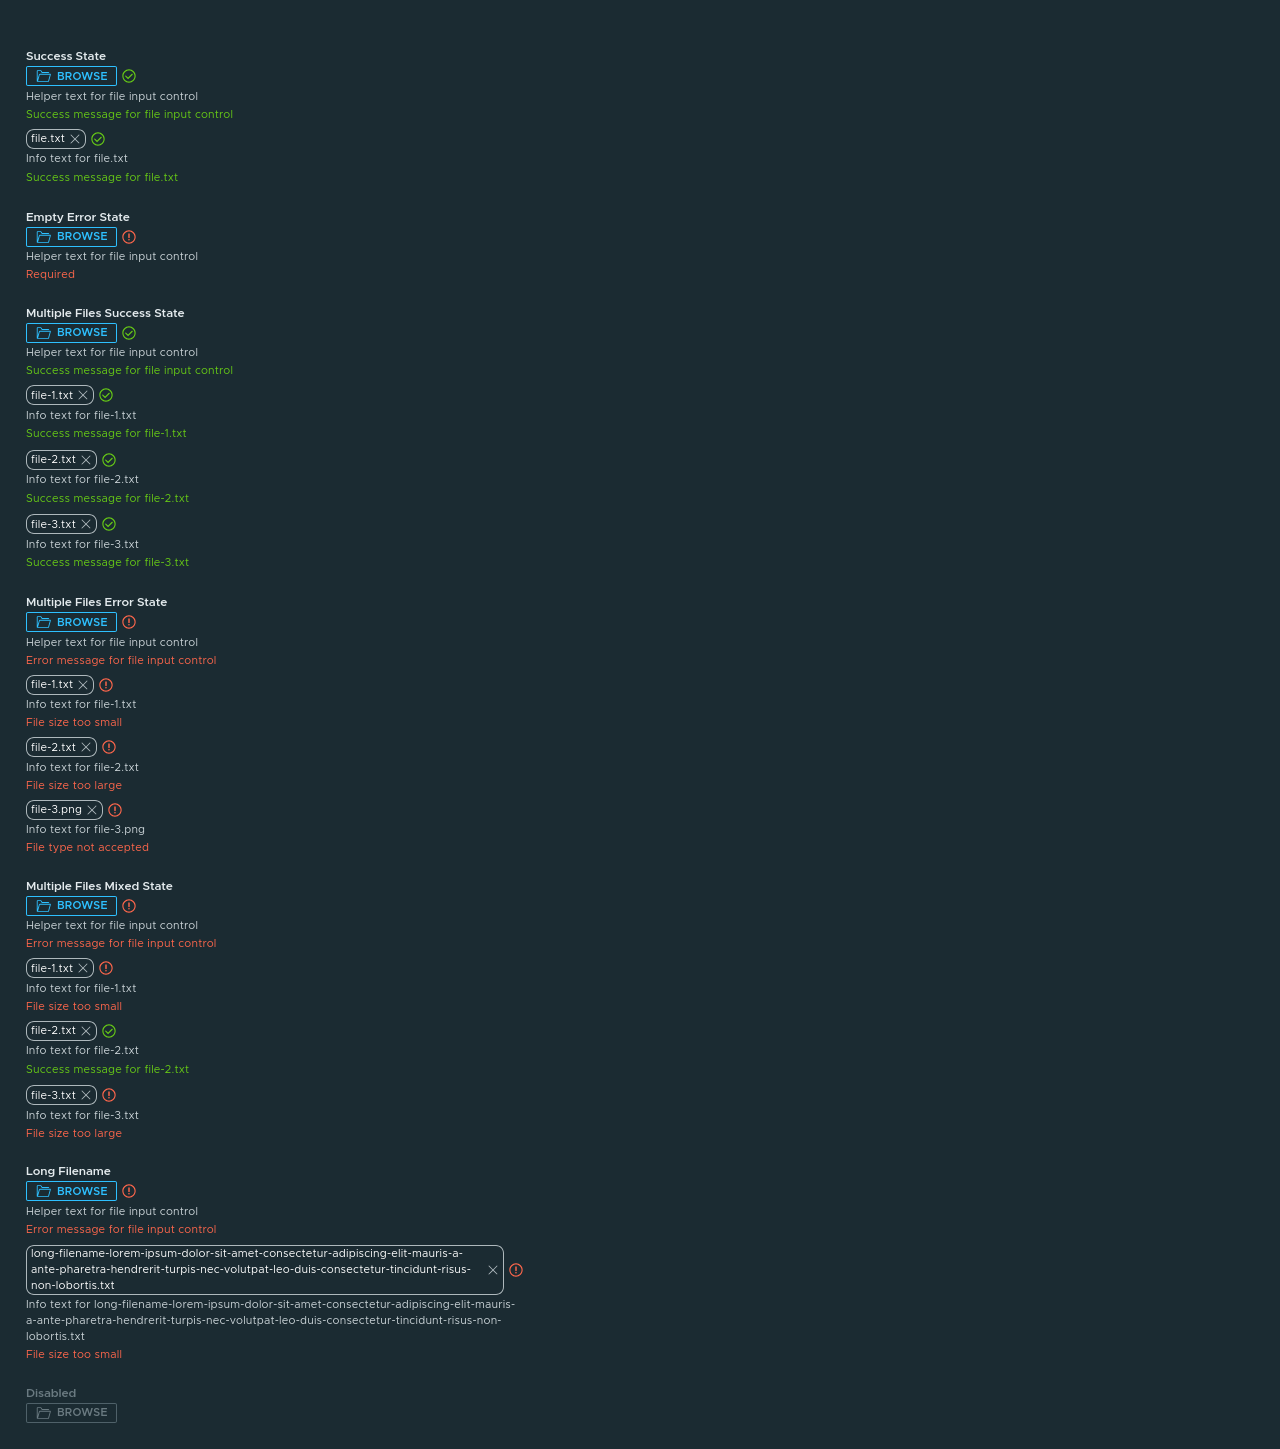 Success State
BROWSE
Helper text for file input control
Success message for file input control
file.txt
Info text for file.txt
Success message for file.txt
Empty Error State
BROWSE
Helper text for file input control
Required
Multiple Files Success State
BROWSE
Helper text for file input control
Success message for file input control
file-1.txt
Info text for file-1.txt
Success message for file-1.txt
file-2.txt
Info text for file-2.txt
Success message for file-2.txt
file-3.txt
Info text for file-3.txt
Success message for file-3.txt
Multiple Files Error State
BROWSE
Helper text for file input control
Error message for file input control
file-1.txt
Info text for file-1.txt
File size too small
file-2.txt
Info text for file-2.txt
File size too large
file-3.png
Info text for file-3.png
File type not accepted
Multiple Files Mixed State
BROWSE
Helper text for file input control
Error message for file input control
file-1.txt
Info text for file-1.txt
File size too small
file-2.txt
Info text for file-2.txt
Success message for file-2.txt
file-3.txt
Info text for file-3.txt
File size too large
Long Filename
BROWSE
Helper text for file input control
Error message for file input control
long-filename-lorem-ipsum-dolor-sit-amet-consectetur-adipiscing-elit-mauris-a-
ante-pharetra-hendrerit-turpis-nec-volutpat-leo-duis-consectetur-tincidunt-risus-
non-lobortis.txt
Info text for long-filename-lorem-ipsum-dolor-sit-amet-consectetur-adipiscing-elit-mauris-
a-ante-pharetra-hendrerit-turpis-nec-volutpat-leo-duis-consectetur-tincidunt-risus-non-
lobortis.txt
File size too small
Disabled
BROWSE